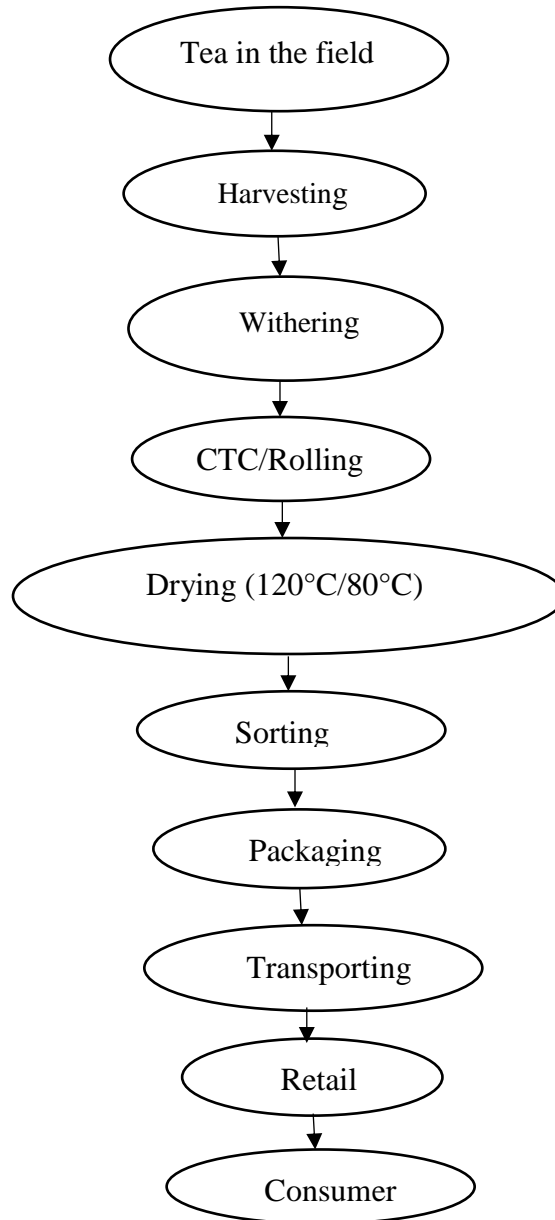 Tea in the field
Harvesting
Withering
CTC/Rolling
Drying (120°C/80°C)
Sorting
Packaging
Transporting
Retail
Consumer